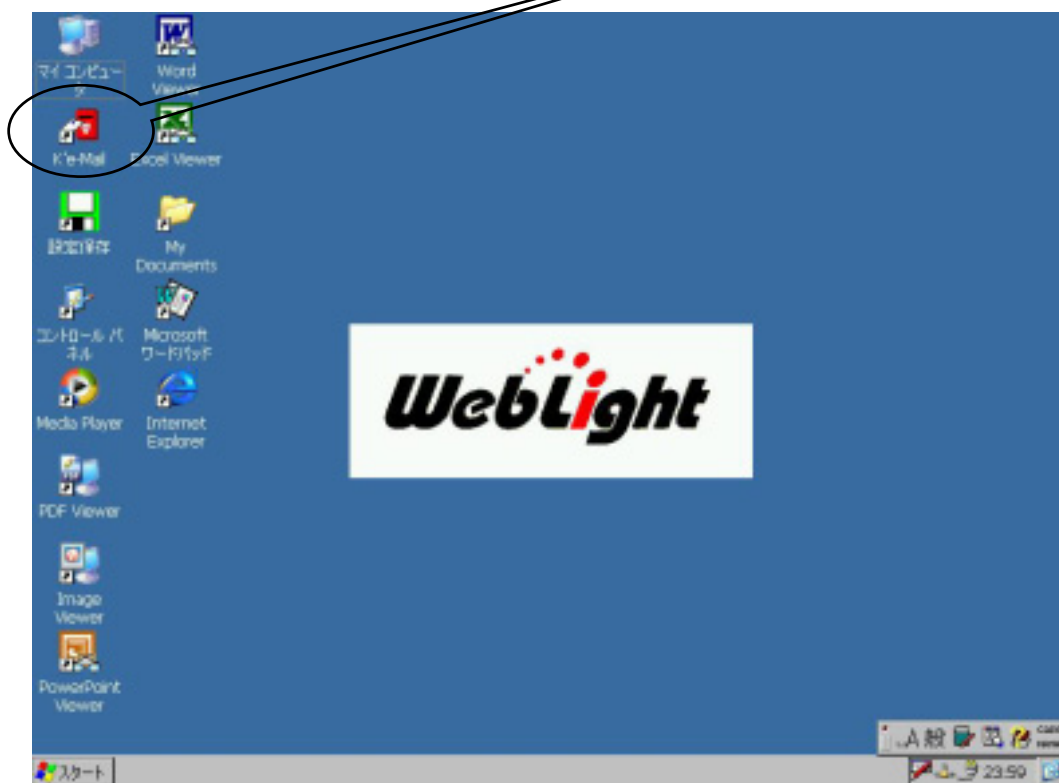 マイ コンピュー
タ
Word
Viewer
K'e-Mail
Excel Viewer
設定保存
My
Documents
コントロール パ
ネル
Microsoft
ワードパッド
Media Player
Internet
Explorer
PDF Viewer
Image
Viewer
PowerPoint
Viewer
WebLight
A 般
スタート
23:59